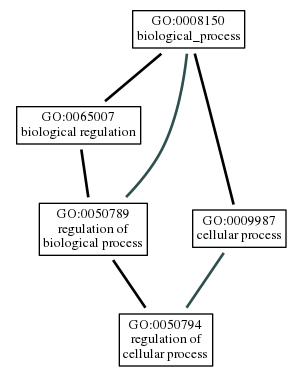 GO:0008150
biological_process
GO:0065007
biological regulation
GO:0050789
regulation of
biological process
GO:0009987
cellular process
GO:0050794
regulation of
cellular process